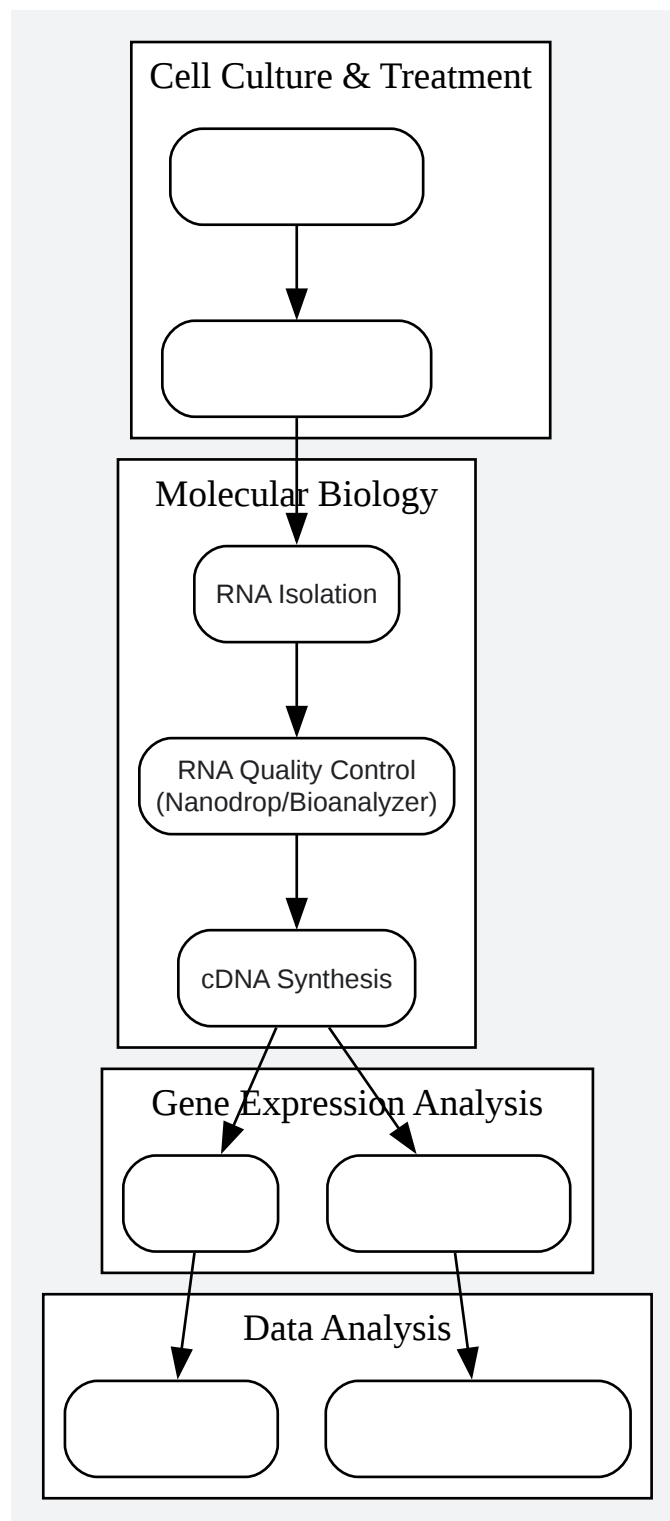 Cell Culture & Treatment
Molecular Biology
RNA Isolation
RNA Quality Control
(Nanodrop/Bioanalyzer)
cDNA Synthesis
Gene Expression Analysis
Data Analysis